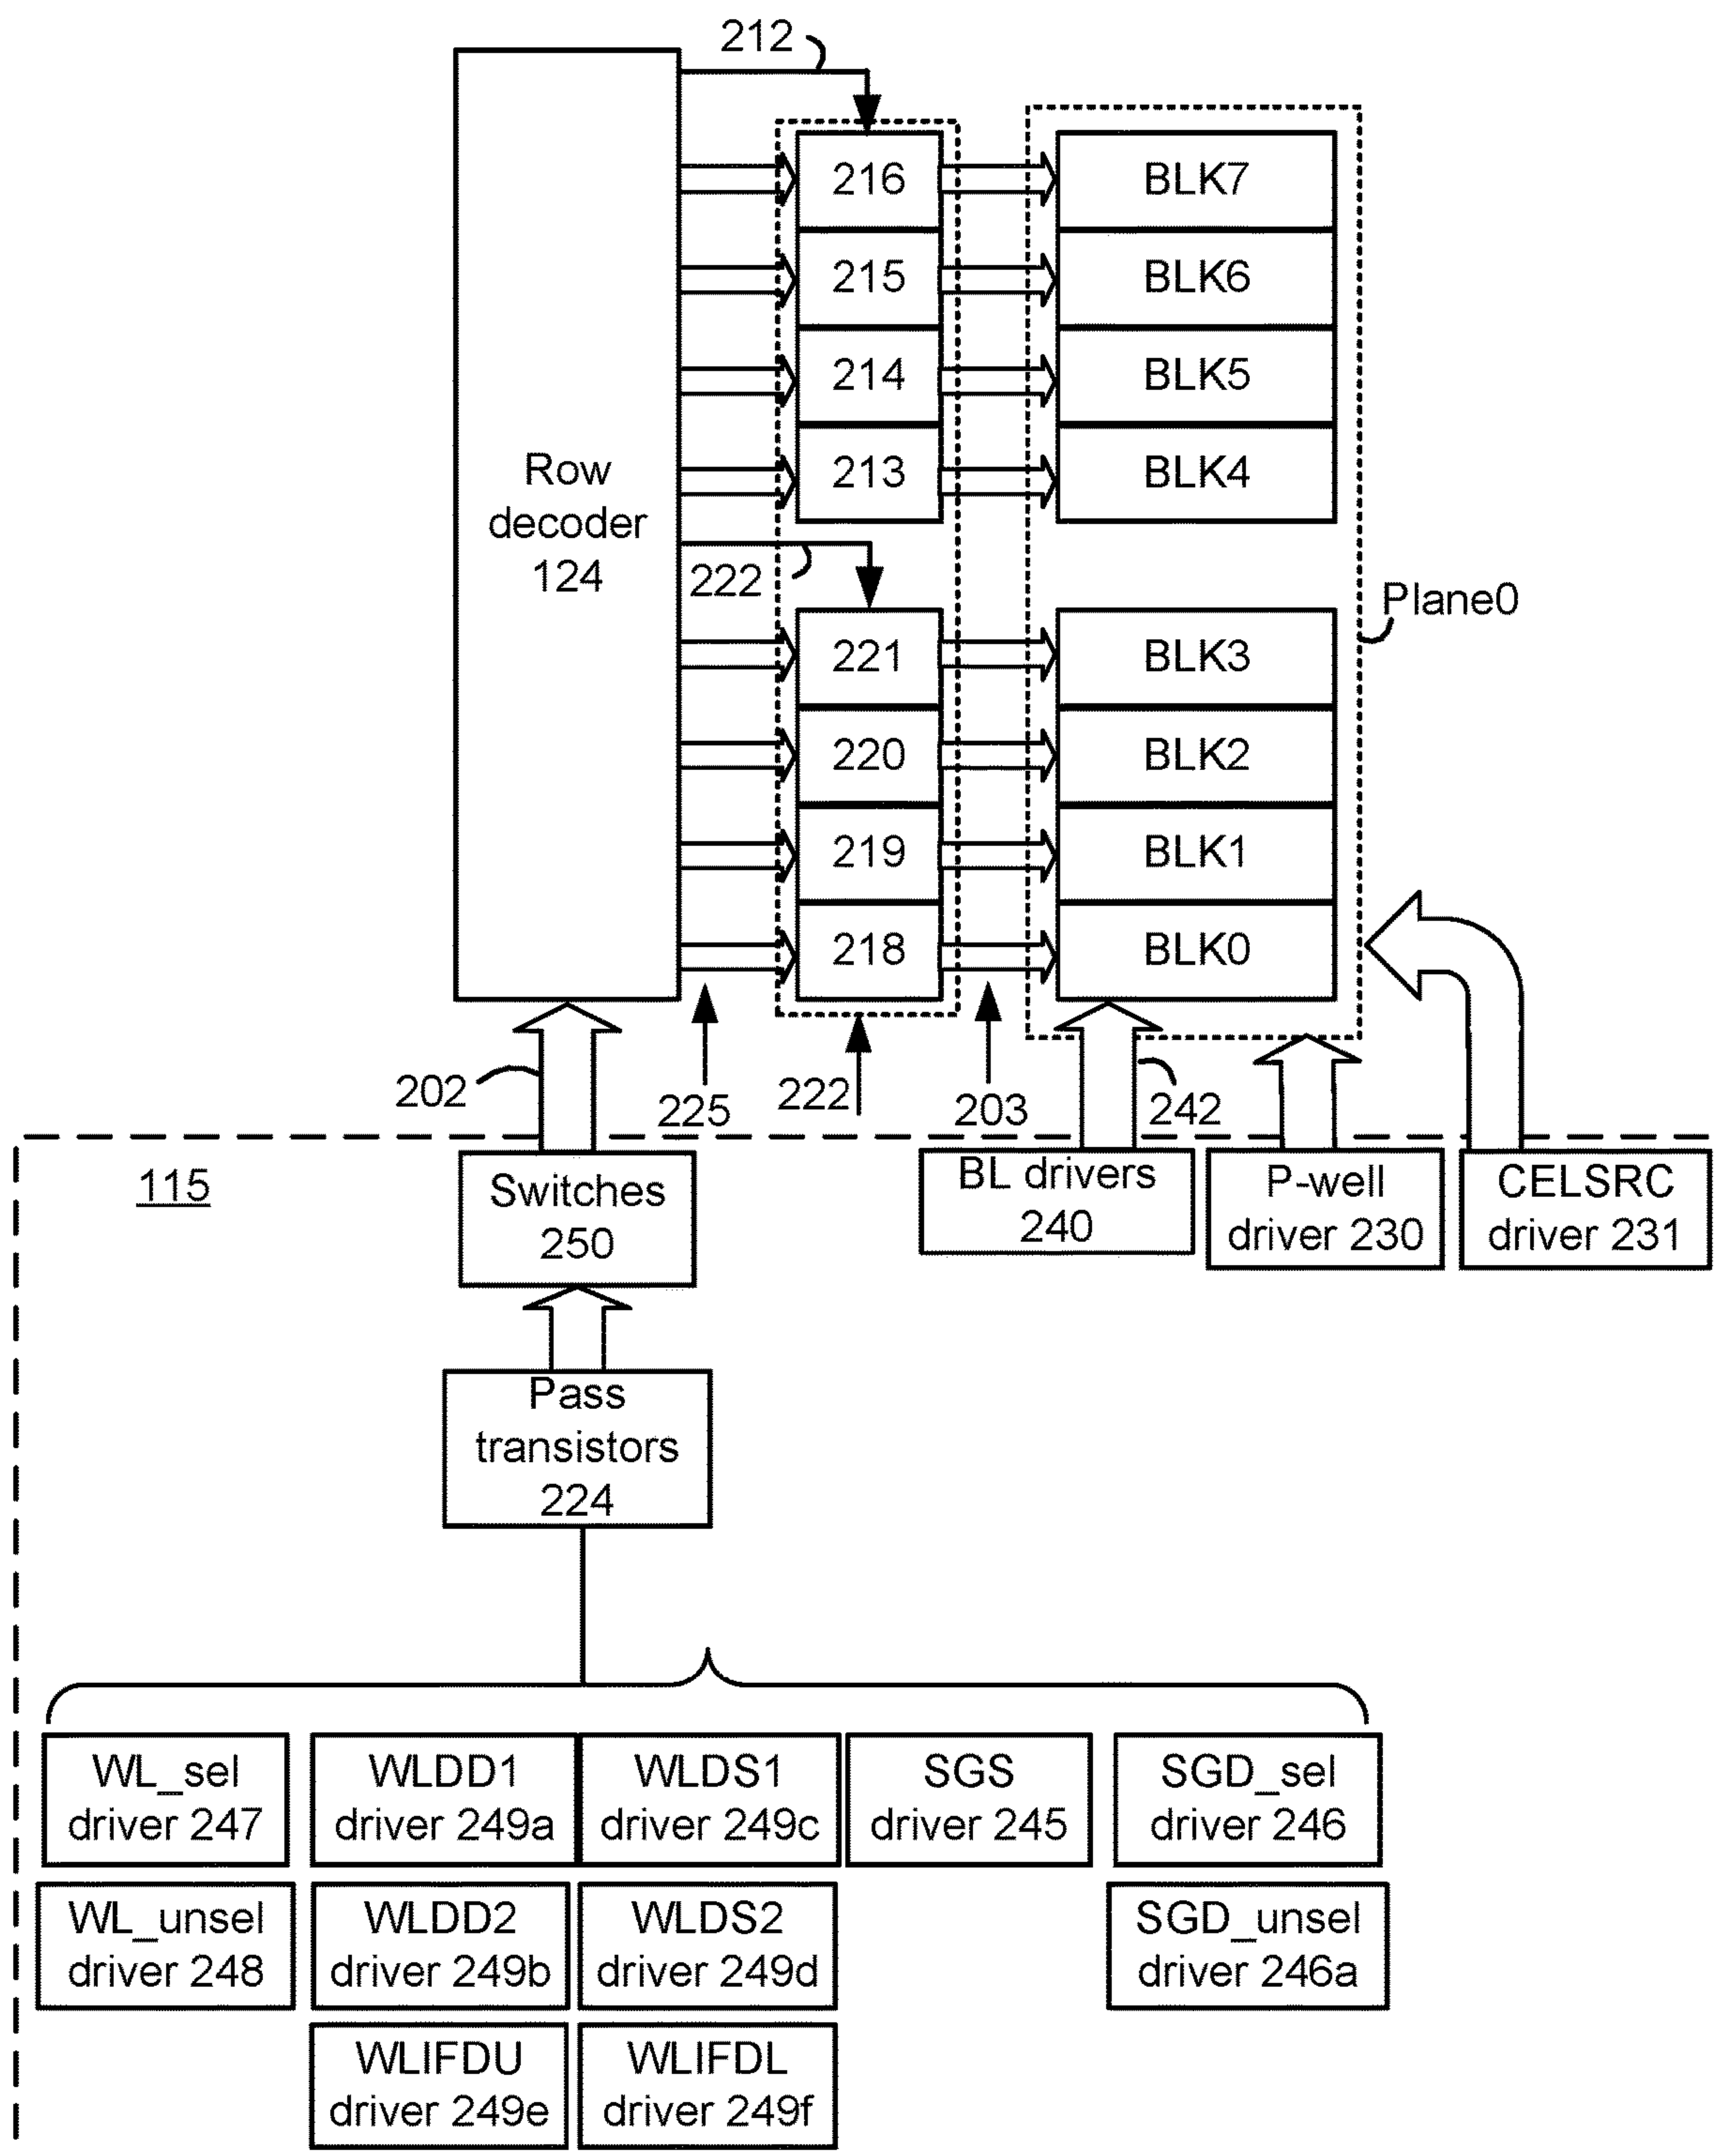 212
216
BLK7
215
BLK6
214
BLK5
213
BLK4
Row
decoder
124
222
Plane0
221
BLK3
220
BLK2
219
BLK1
218
BLK0
202
225
222
203
242
115
Switches
250
BL drivers
240
P-well
driver 230
CELSRC
driver 231
Pass
transistors
224
WL_sel
driver 247
WLDD1
driver 249a
WLDS1
driver 249c
SGS
driver 245
SGD_sel
driver 246
WL_unsel
driver 248
WLDD2
driver 249b
WLDS2
driver 249d
SGD_unsel
driver 246a
WLIFDU
driver 249e
WLIFDL
driver 249f